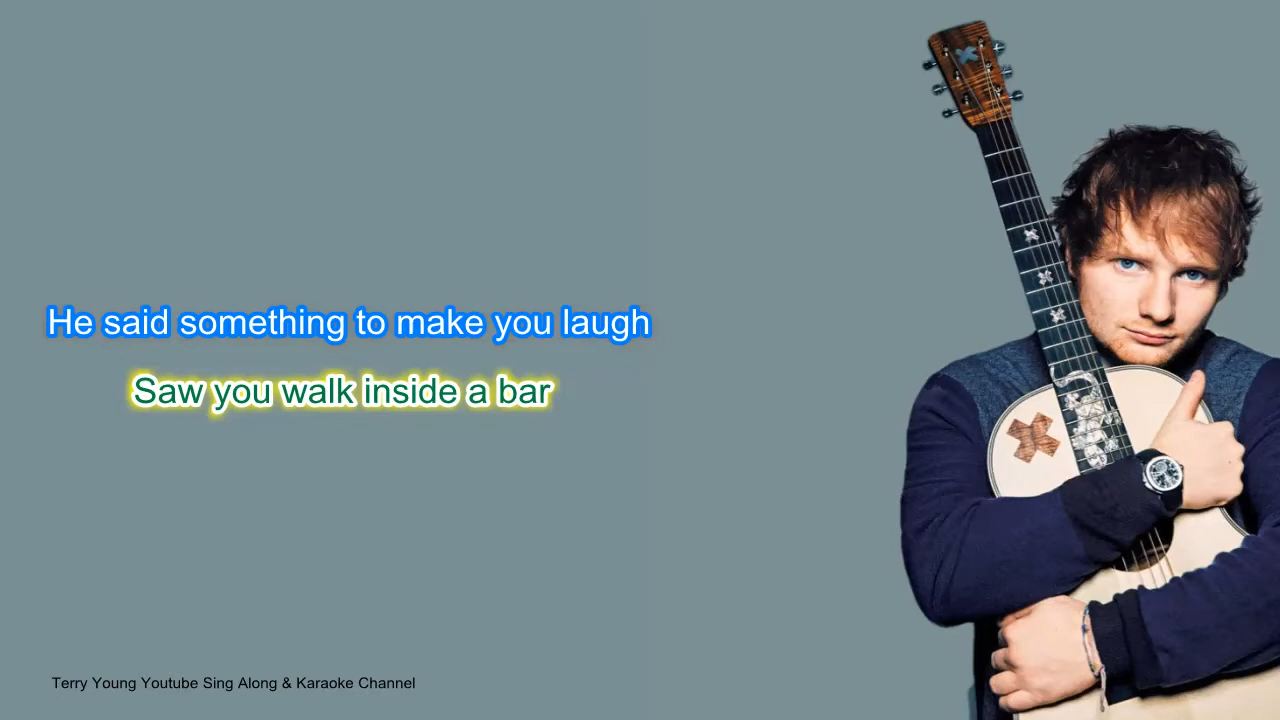 He said something to make you laugh
Saw you walk inside a bar
Terry Young Youtube Sing Along & Karaoke Channel